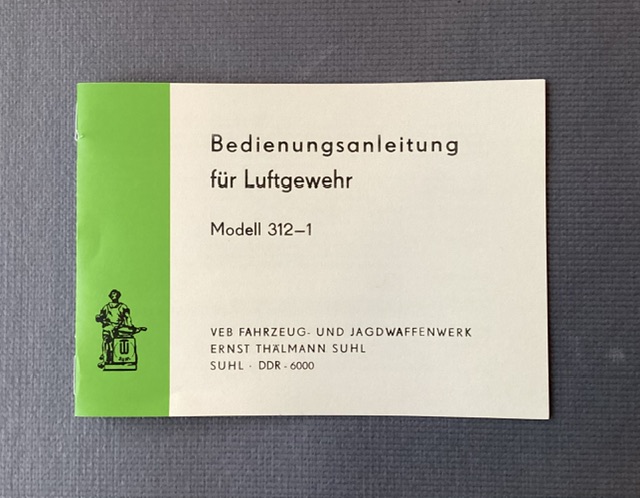 Bedienungsanleitung
für Luftgewehr
Modell 312–1
VEB FAHRZEUG- UND JAGDWAFFENWERK
ERNST THÄLMANN SUHL
SUHL · DDR - 6000